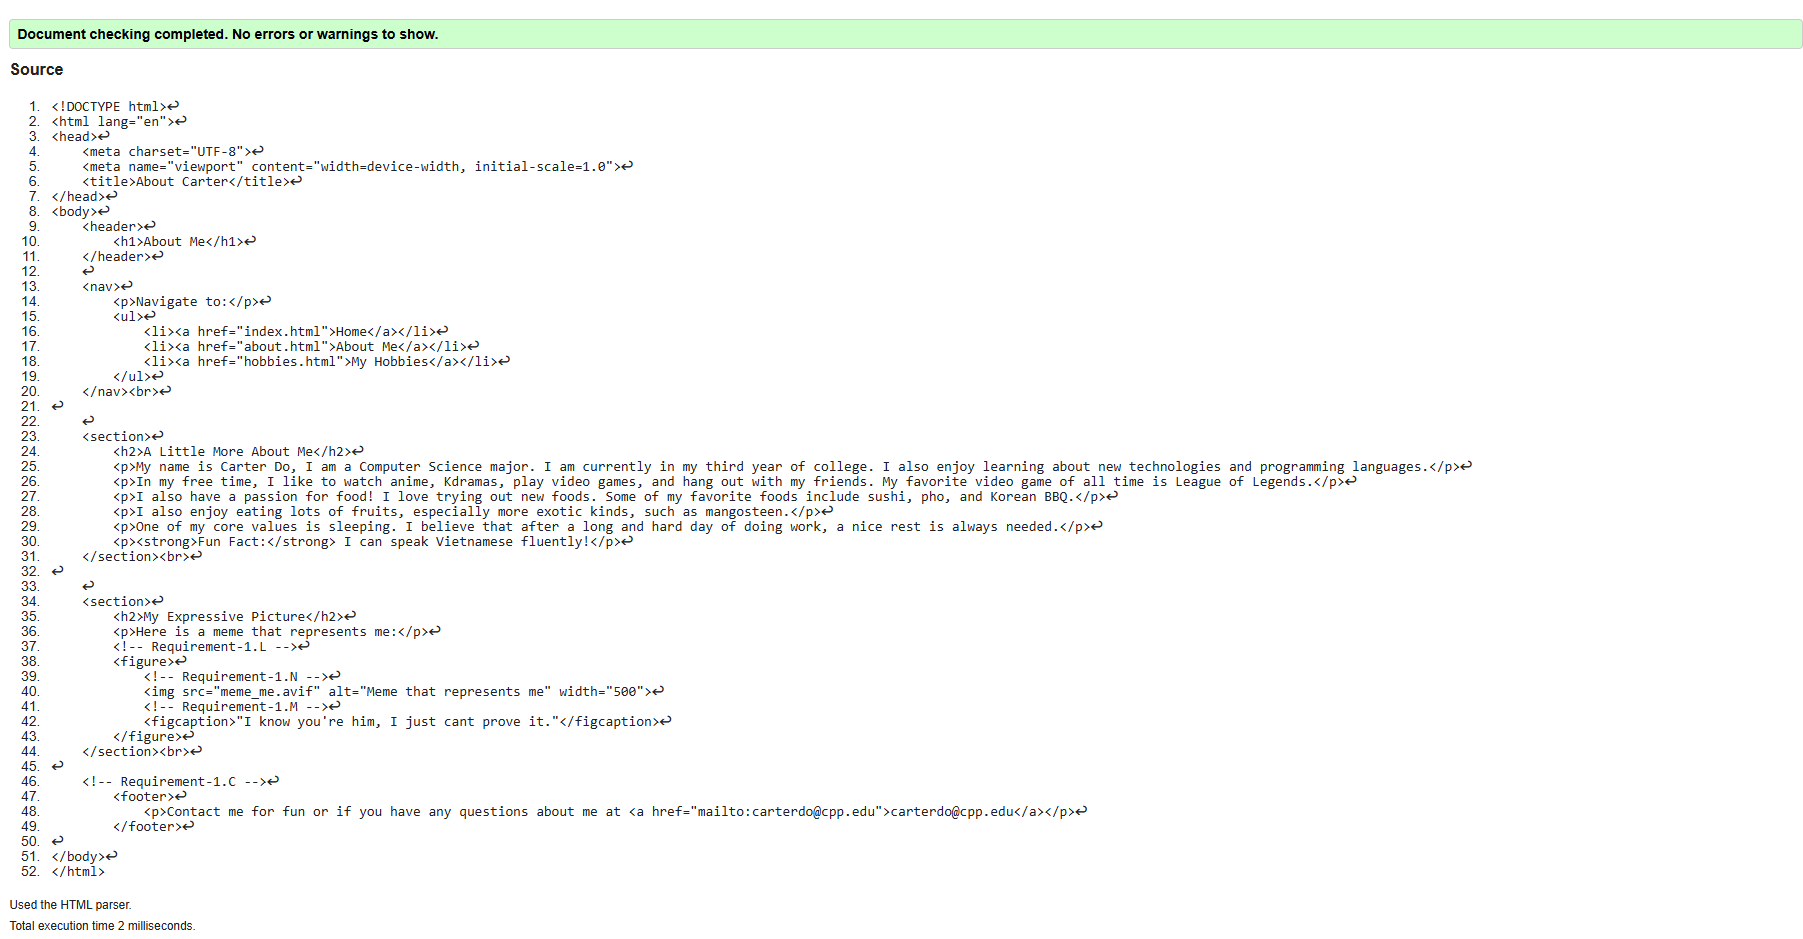 Document checking completed. No errors or warnings to show.
Source
1. <!DOCTYPE html>↩
2. <html lang="en">↩
3. <head>↩
4.     <meta charset="UTF-8">↩
5.     <meta name="viewport" content="width=device-width, initial-scale=1.0">↩
6.     <title>About Carter</title>↩
7. </head>↩
8. <body>↩
9.     <header>↩
10.         <h1>About Me</h1>↩
11.     </header>↩
12.     ↩
13.     <nav>↩
14.         <p>Navigate to:</p>↩
15.         <ul>↩
16.             <li><a href="index.html">Home</a></li>↩
17.             <li><a href="about.html">About Me</a></li>↩
18.             <li><a href="hobbies.html">My Hobbies</a></li>↩
19.         </ul>↩
20.     </nav><br>↩
21. ↩
22.     ↩
23.     <section>↩
24.         <h2>A Little More About Me</h2>↩
25.         <p>My name is Carter Do, I am a Computer Science major. I am currently in my third year of college. I also enjoy learning about new technologies and programming languages.</p>↩
26.         <p>In my free time, I like to watch anime, Kdramas, play video games, and hang out with my friends. My favorite video game of all time is League of Legends.</p>↩
27.         <p>I also have a passion for food! I love trying out new foods. Some of my favorite foods include sushi, pho, and Korean BBQ.</p>↩
28.         <p>I also enjoy eating lots of fruits, especially more exotic kinds, such as mangosteen.</p>↩
29.         <p>One of my core values is sleeping. I believe that after a long and hard day of doing work, a nice rest is always needed.</p>↩
30.         <p><strong>Fun Fact:</strong> I can speak Vietnamese fluently!</p>↩
31.     </section><br>↩
32. ↩
33.     ↩
34.     <section>↩
35.         <h2>My Expressive Picture</h2>↩
36.         <p>Here is a meme that represents me:</p>↩
37.         <!-- Requirement-1.L -->↩
38.         <figure>↩
39.             <!-- Requirement-1.N -->↩
40.             <img src="meme_me.avif" alt="Meme that represents me" width="500">↩
41.             <!-- Requirement-1.M -->↩
42.             <figcaption>"I know you're him, I just cant prove it."</figcaption>↩
43.         </figure>↩
44.     </section><br>↩
45. ↩
46.     <!-- Requirement-1.C -->↩
47.         <footer>↩
48.             <p>Contact me for fun or if you have any questions about me at <a href="mailto:carterdo@cpp.edu">carterdo@cpp.edu</a></p>↩
49.         </footer>↩
50. ↩
51. </body>↩
52. </html>
Used the HTML parser.
Total execution time 2 milliseconds.